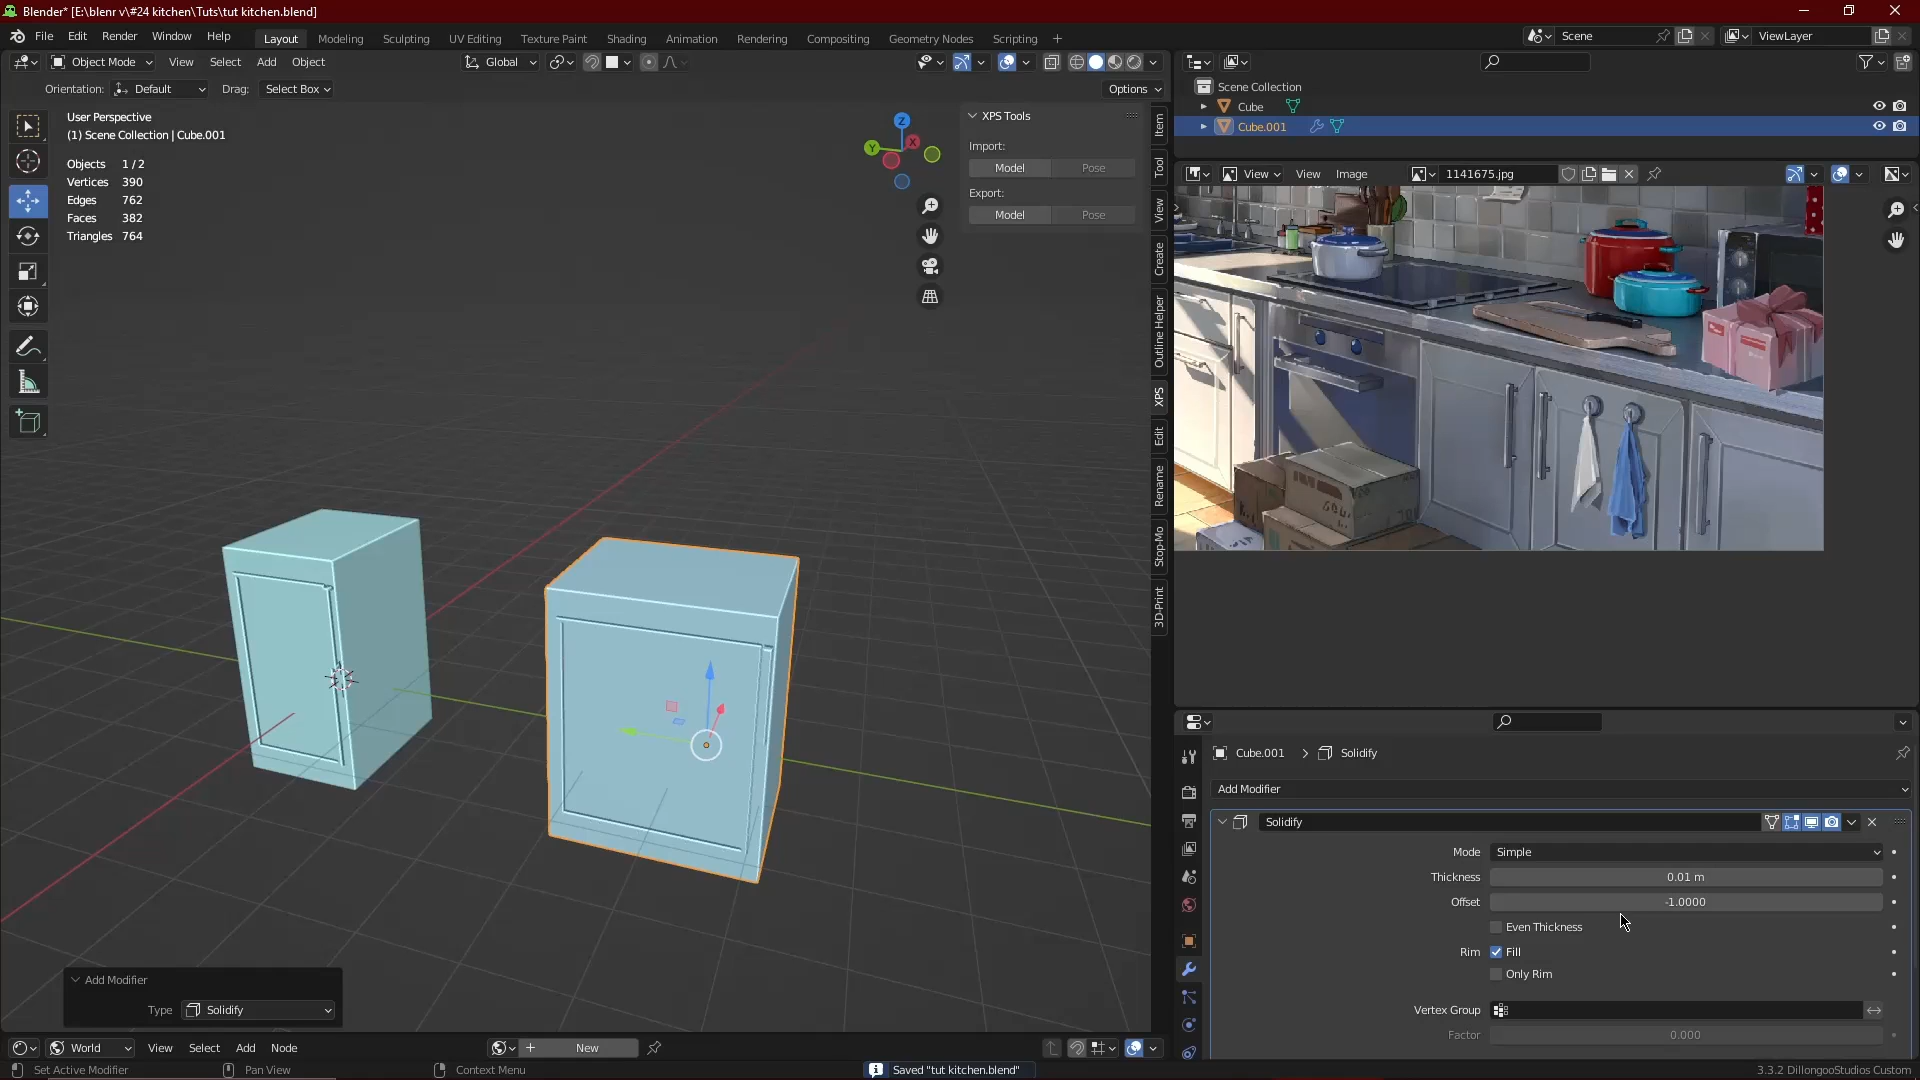 Blender* [E:\blenr v\#24 kitchen\Tuts\tut kitchen.blend]
File Edit Render Window Help
Layout Modeling Sculpting UV Editing Texture Paint Shading Animation Rendering Compositing Geometry Nodes Scripting +
Scene ViewLayer
Object Mode View Select Add Object Global
Orientation: Default Drag: Select Box Options
User Perspective
(1) Scene Collection | Cube.001
Objects 1 / 2
Vertices 390
Edges 762
Faces 382
Triangles 764
Z
Y
X
XPS Tools
Import:
Model Pose
Export:
Model Pose
Item
Tool
View
Create
Outline Helper
XPS
Edit
Rename
Stop-Mo
3D-Print
Scene Collection
Cube
Cube.001
View View Image 1141675.jpg
Cube.001 > Solidify
Add Modifier
Solidify
Mode Simple
Thickness 0.01 m
Offset -1.0000
Even Thickness
Rim Fill
Only Rim
Vertex Group
Factor 0.000
Add Modifier
Type Solidify
World View Select Add Node New
Set Active Modifier Pan View Context Menu Saved "tut kitchen.blend" 3.3.2 DillongooStudios Custom